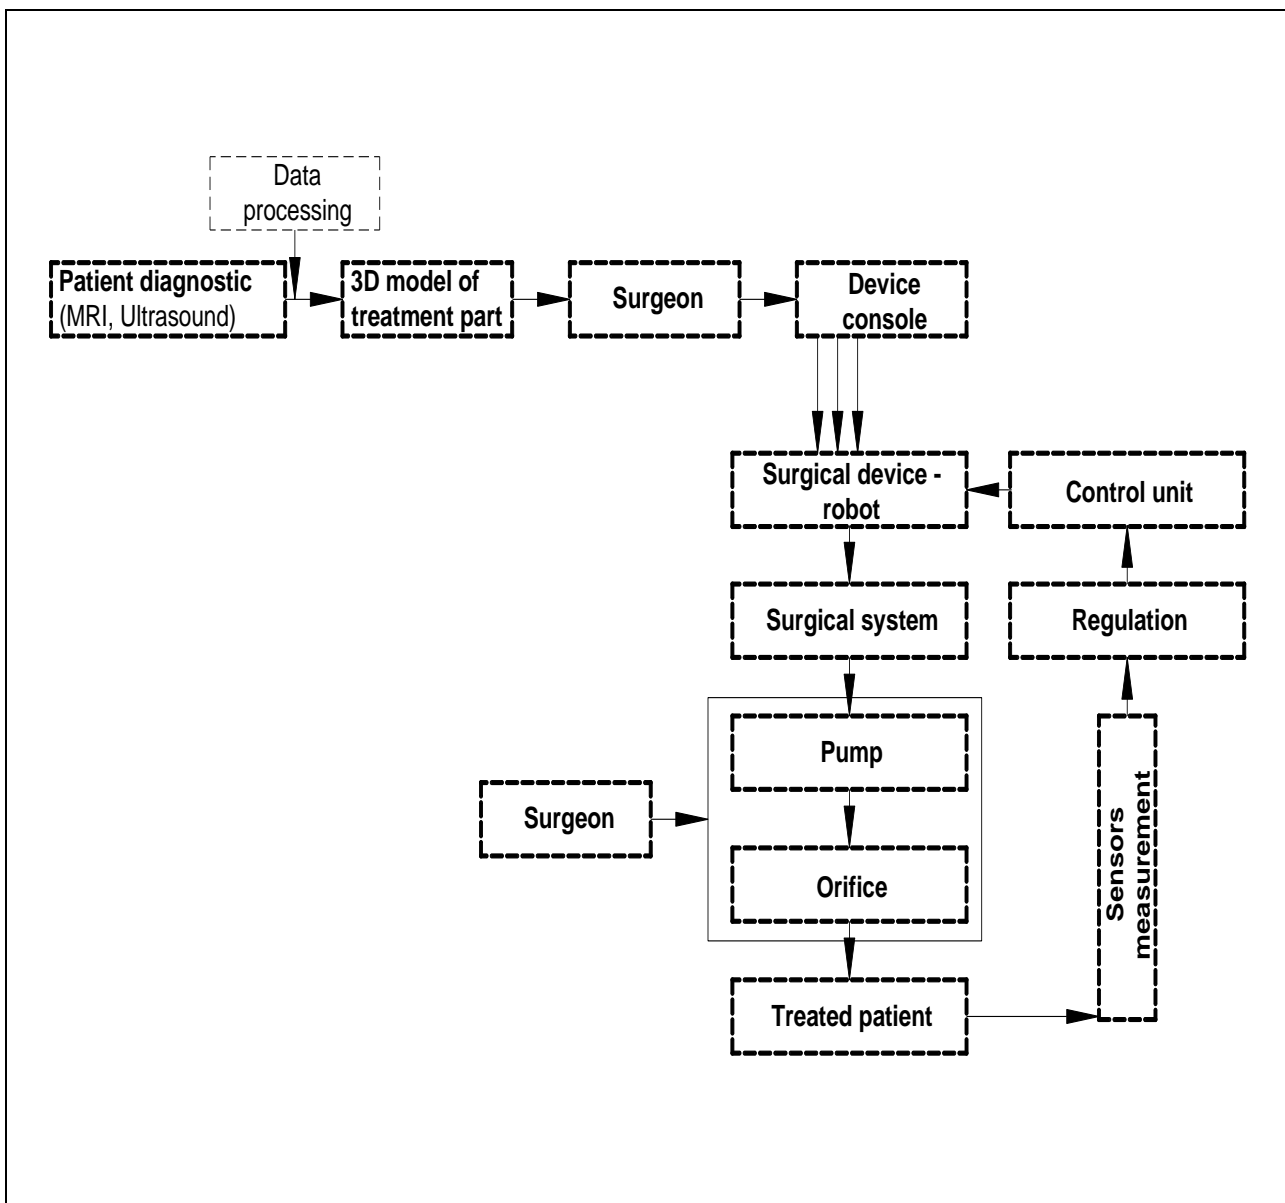 Data
processing
Patient diagnostic
(MRI, Ultrasound)
3D model of
treatment part
Surgeon
Device
console
Surgical device -
robot
Control unit
Surgical system
Regulation
Pump
Surgeon
Orifice
Sensors
measurement
Treated patient